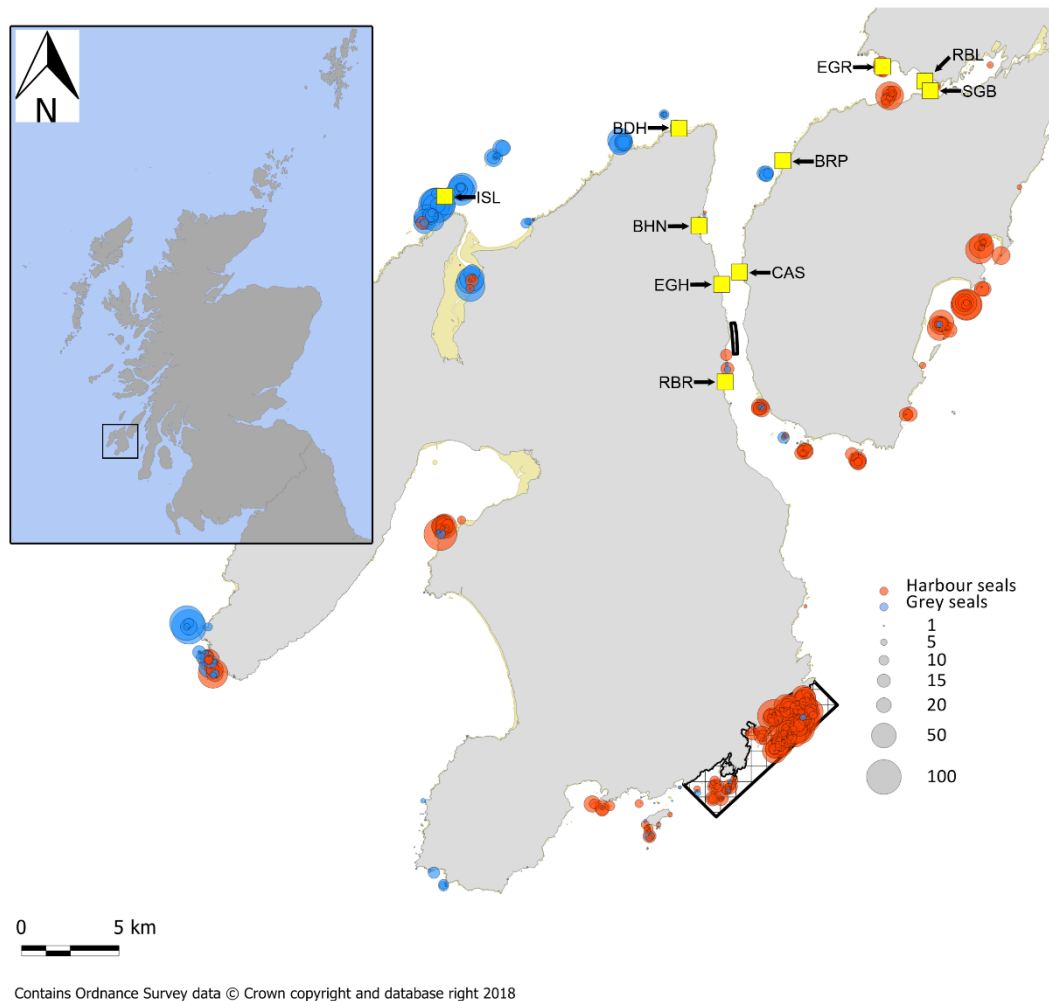 N
EGR
RBL
SGB
BDH
BRP
ISL
BHN
CAS
EGH
RBR
Harbour seals
Grey seals
1
5
10
15
20
50
100
0 5 km
Contains Ordnance Survey data © Crown copyright and database right 2018